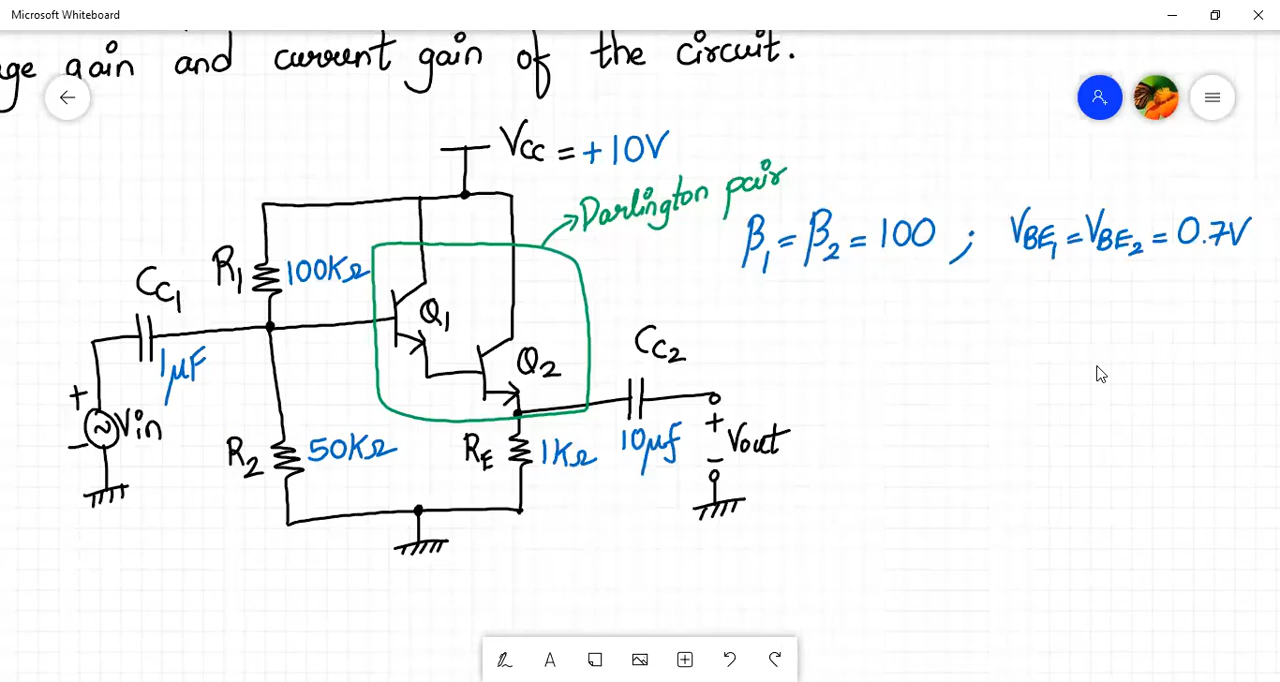 Microsoft Whiteboard
age gain and current gain of the circuit.
VCC = +10V
Darlington pair
β1 = β2 = 100 ; VBE1 = VBE2 = 0.7V
R1 100KΩ
CC1
1μF
Q1
Q2
CC2
10μf
+
Vin
-
R2 50KΩ
RE 1KΩ
+
Vout
-
A